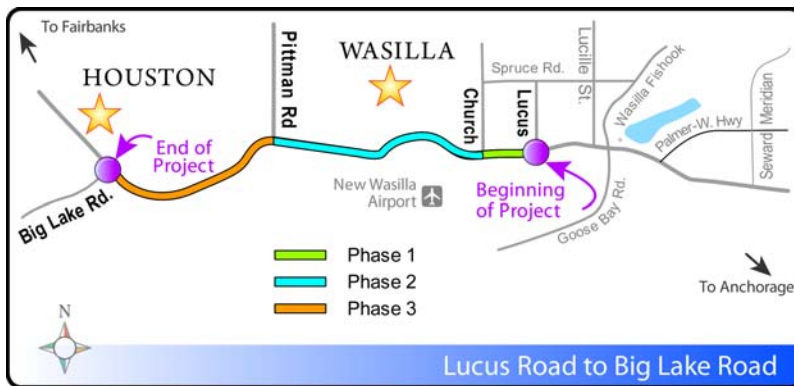 To Fairbanks
HOUSTON
Pittman Rd
WASILLA
Spruce Rd.
Church
Lucus
Lucille St.
Wasilla Fishook
Palmer-W. Hwy
Seward Meridian
End of
Project
Big Lake Rd.
New Wasilla
Airport
Beginning
of Project
Goose Bay Rd.
To Anchorage
Phase 1
Phase 2
Phase 3
N
Lucus Road to Big Lake Road